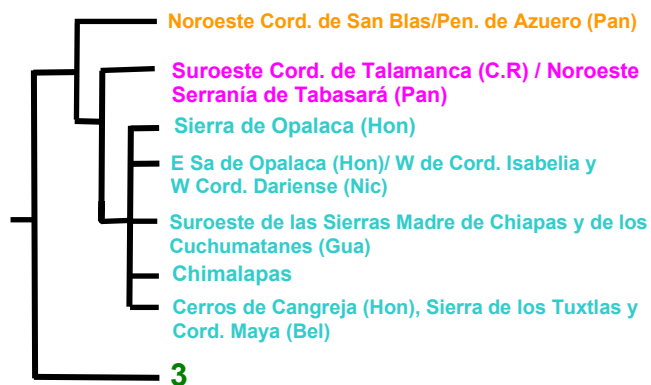 Noroeste Cord. de San Blas/Pen. de Azuero (Pan)
Suroeste Cord. de Talamanca (C.R) / Noroeste
Serranía de Tabasará (Pan)
Sierra de Opalaca (Hon)
E Sa de Opalaca (Hon)/ W de Cord. Isabelia y
W Cord. Dariense (Nic)
Suroeste de las Sierras Madre de Chiapas y de los
Cuchumatanes (Gua)
Chimalapas
Cerros de Cangreja (Hon), Sierra de los Tuxtlas y
Cord. Maya (Bel)
3